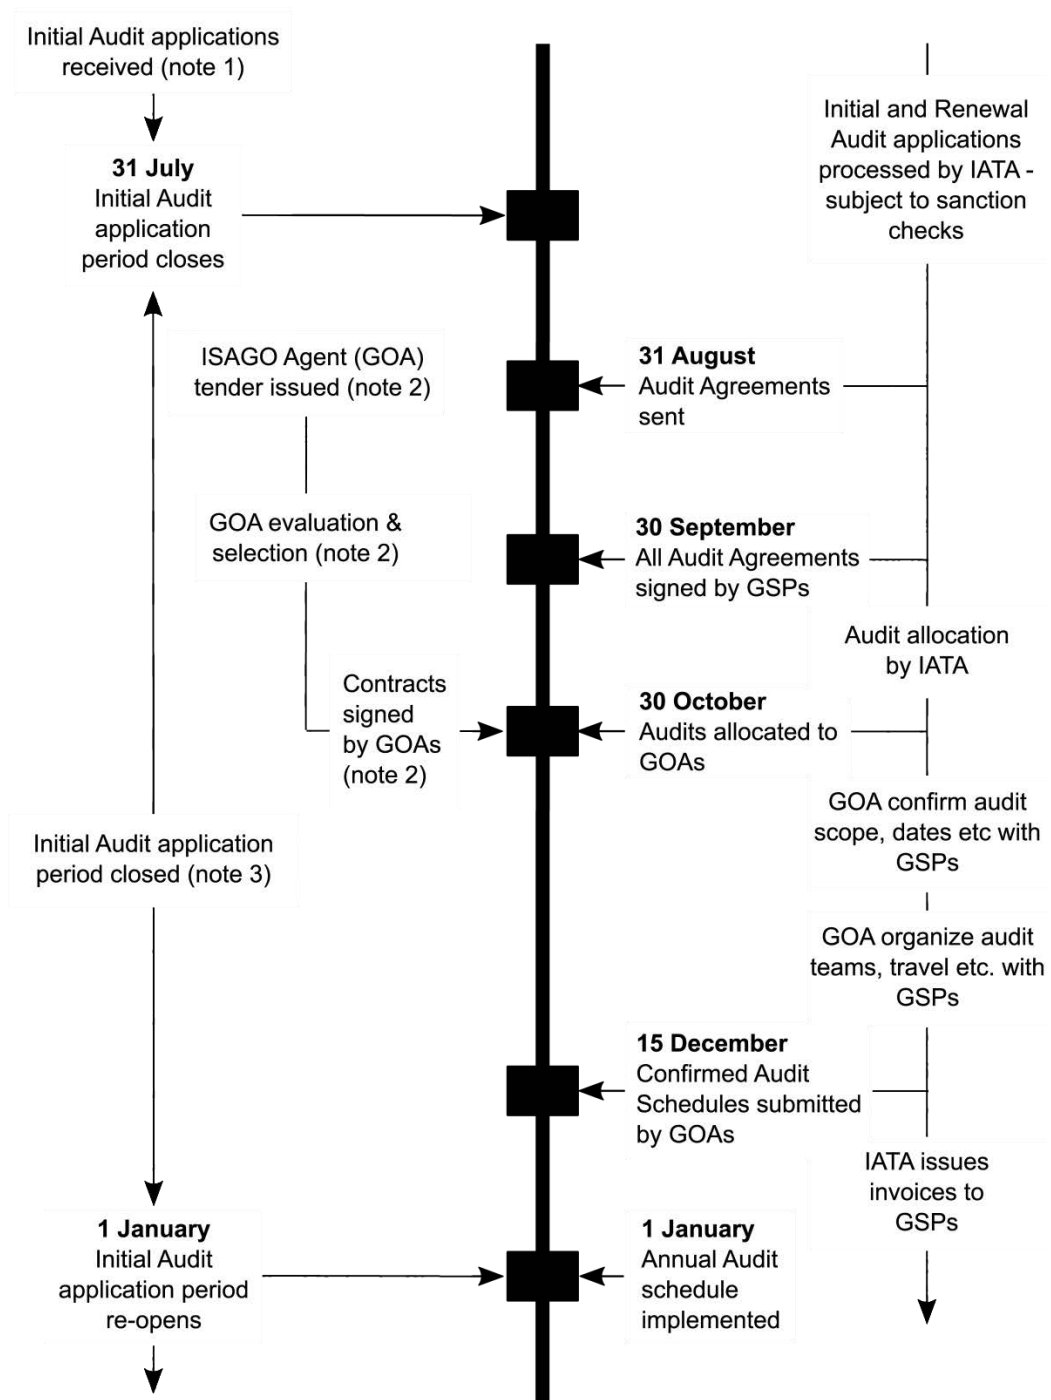 Initial Audit applications
received (note 1)
31 July
Initial Audit
application
period closes
Initial and Renewal
Audit applications
processed by IATA -
subject to sanction
checks
ISAGO Agent (GOA)
tender issued (note 2)
31 August
Audit Agreements
sent
GOA evaluation &
selection (note 2)
30 September
All Audit Agreements
signed by GSPs
Audit allocation
by IATA
Contracts
signed
by GOAs
(note 2)
30 October
Audits allocated to
GOAs
GOA confirm audit
scope, dates etc with
GSPs
Initial Audit application
period closed (note 3)
GOA organize audit
teams, travel etc. with
GSPs
15 December
Confirmed Audit
Schedules submitted
by GOAs
IATA issues
invoices to
GSPs
1 January
Initial Audit
application period
re-opens
1 January
Annual Audit
schedule
implemented